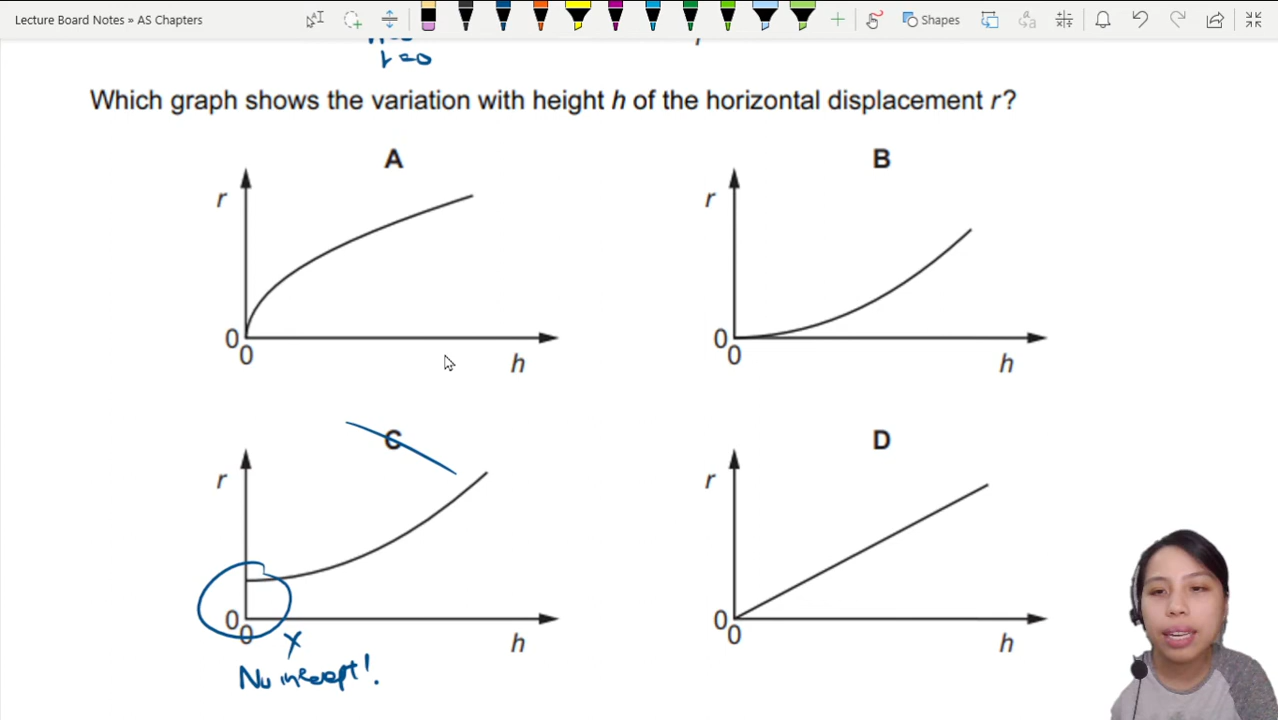 Lecture Board Notes » AS Chapters
Shapes
r=0
Which graph shows the variation with height h of the horizontal displacement r?
A
B
r
r
0
0
h
0
0
h
C
D
r
r
0
0
h
0
0
h
x
No intercept!